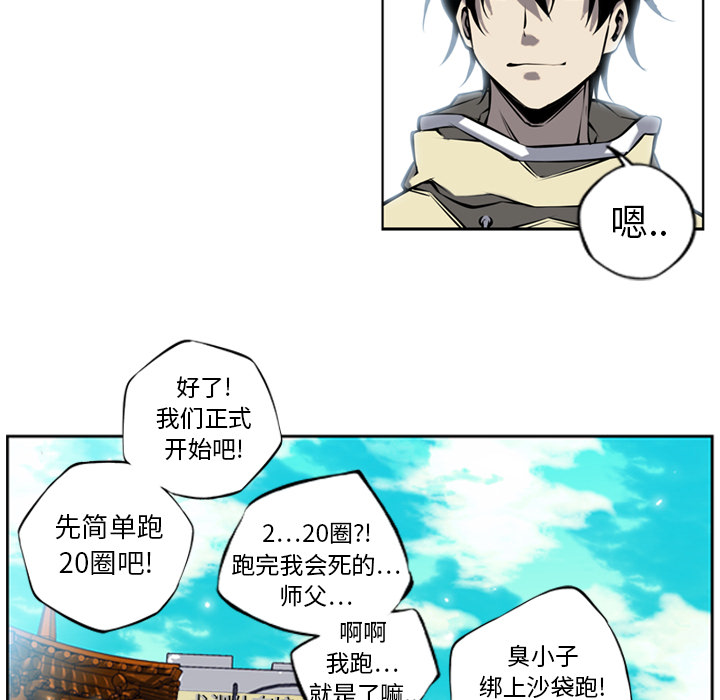 嗯..
好了!
我们正式
开始吧!
先简单跑
20圈吧!
2...20圈?!
跑完我会死的...
师父...
啊啊
我跑...
就是了嘛..
臭小子
绑上沙袋跑!